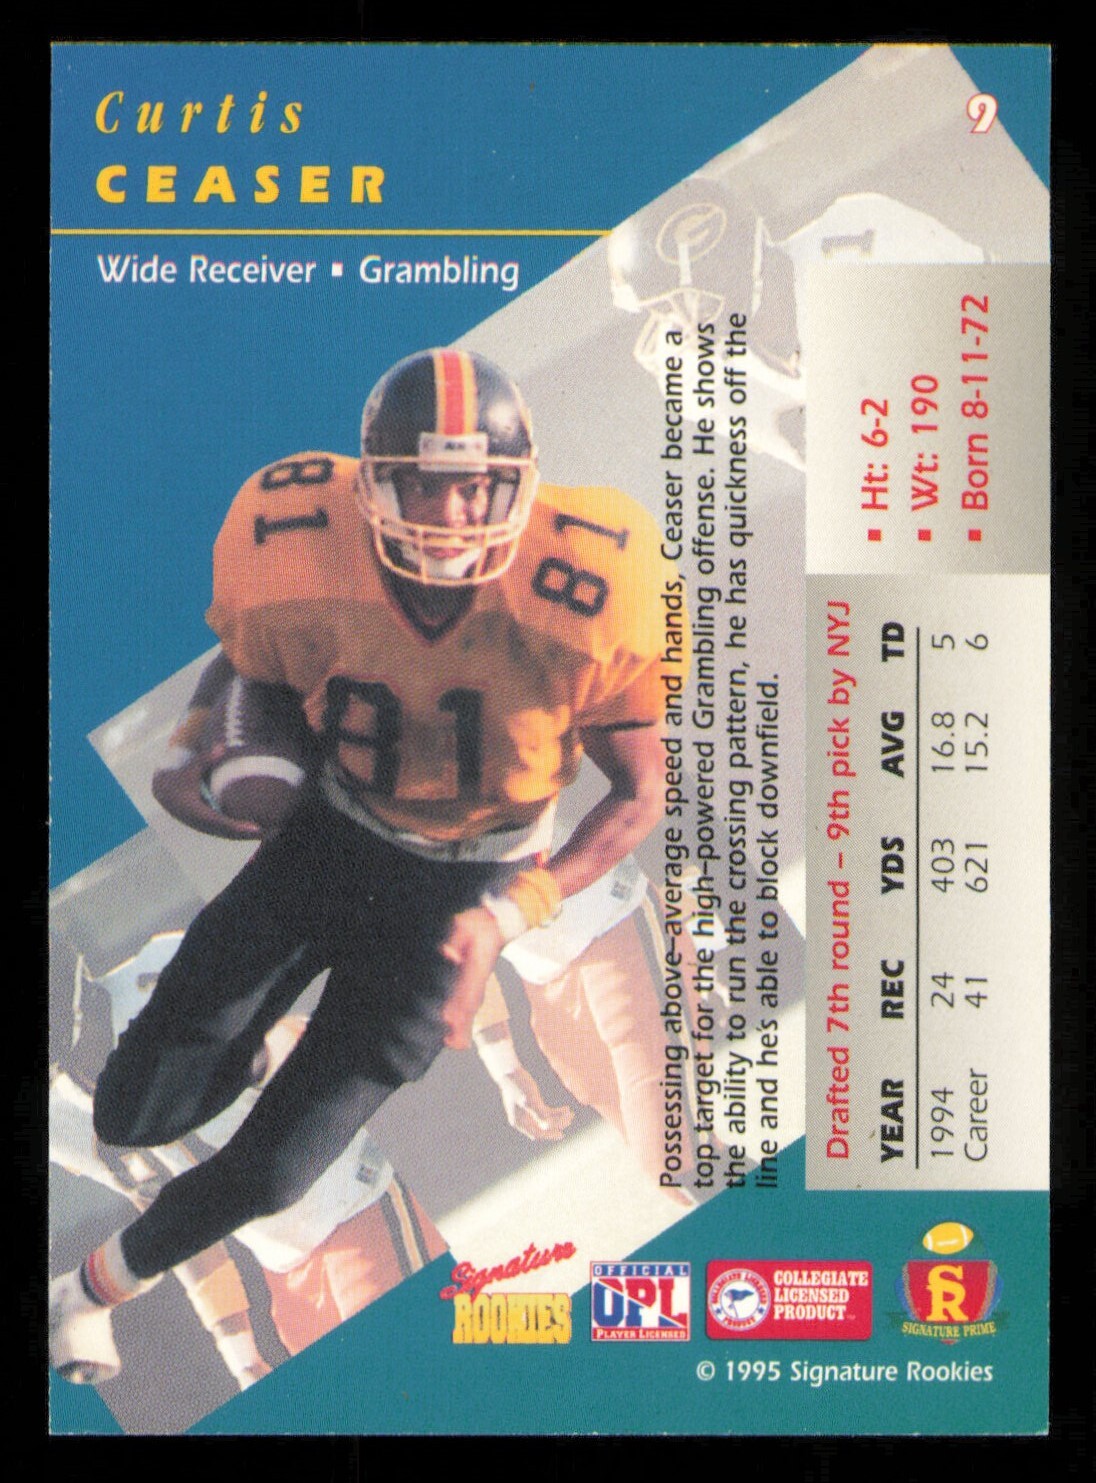 Curtis
CEASER
9
Wide Receiver ▪ Grambling
▪ Ht: 6-2
▪ Wt: 190
▪ Born 8-11-72
Possessing above-average speed and hands, Ceaser became a
top target for the high-powered Grambling offense. He shows
the ability to run the crossing pattern, he has quickness off the
line and he's able to block downfield.
Drafted 7th round – 9th pick by NYJ
YEAR REC YDS AVG TD
1994 24 403 16.8 5
Career 41 621 15.2 6
81
81
81
1
Signature
ROOKIES
OFFICIAL
OPL
PLAYER LICENSED
COLLEGIATE
LICENSED
PRODUCT™
SR
SIGNATURE PRIME
© 1995 Signature Rookies